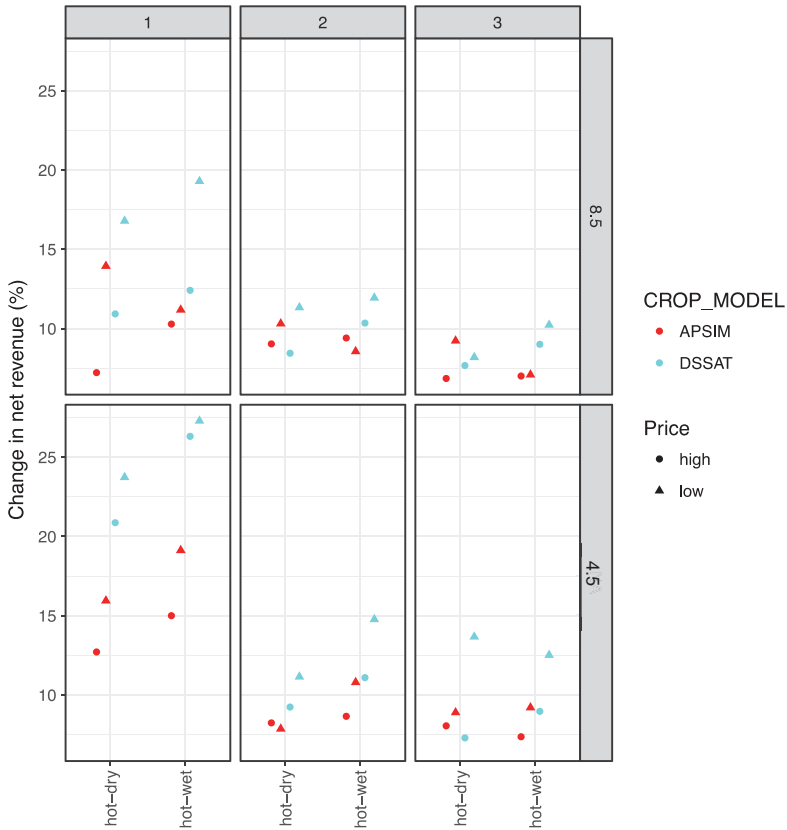 1 2 3
Change in net revenue (%)
25
20
15
10
8.5
25
20
15
10
4.5
hot-dry hot-wet hot-dry hot-wet hot-dry hot-wet
CROP_MODEL
APSIM
DSSAT
Price
high
low